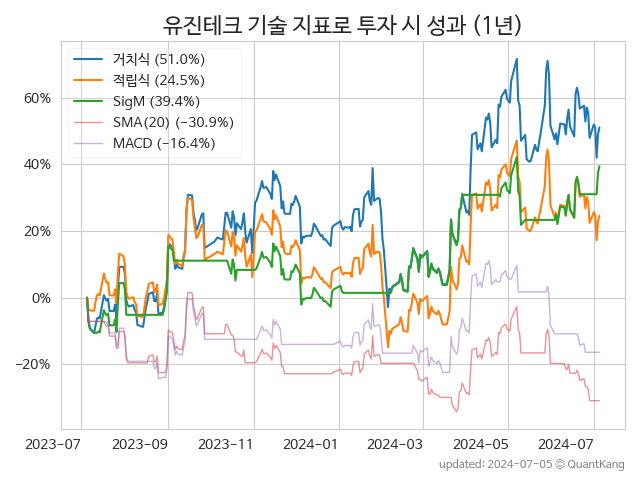 유진테크 기술 지표로 투자 시 성과 (1년)
거치식 (51.0%)
적립식 (24.5%)
SigM (39.4%)
SMA(20) (−30.9%)
MACD (−16.4%)
60%
40%
20%
0%
−20%
2023−07 2023−09 2023−11 2024−01 2024−03 2024−05 2024−07
updated: 2024−07−05 © QuantKang